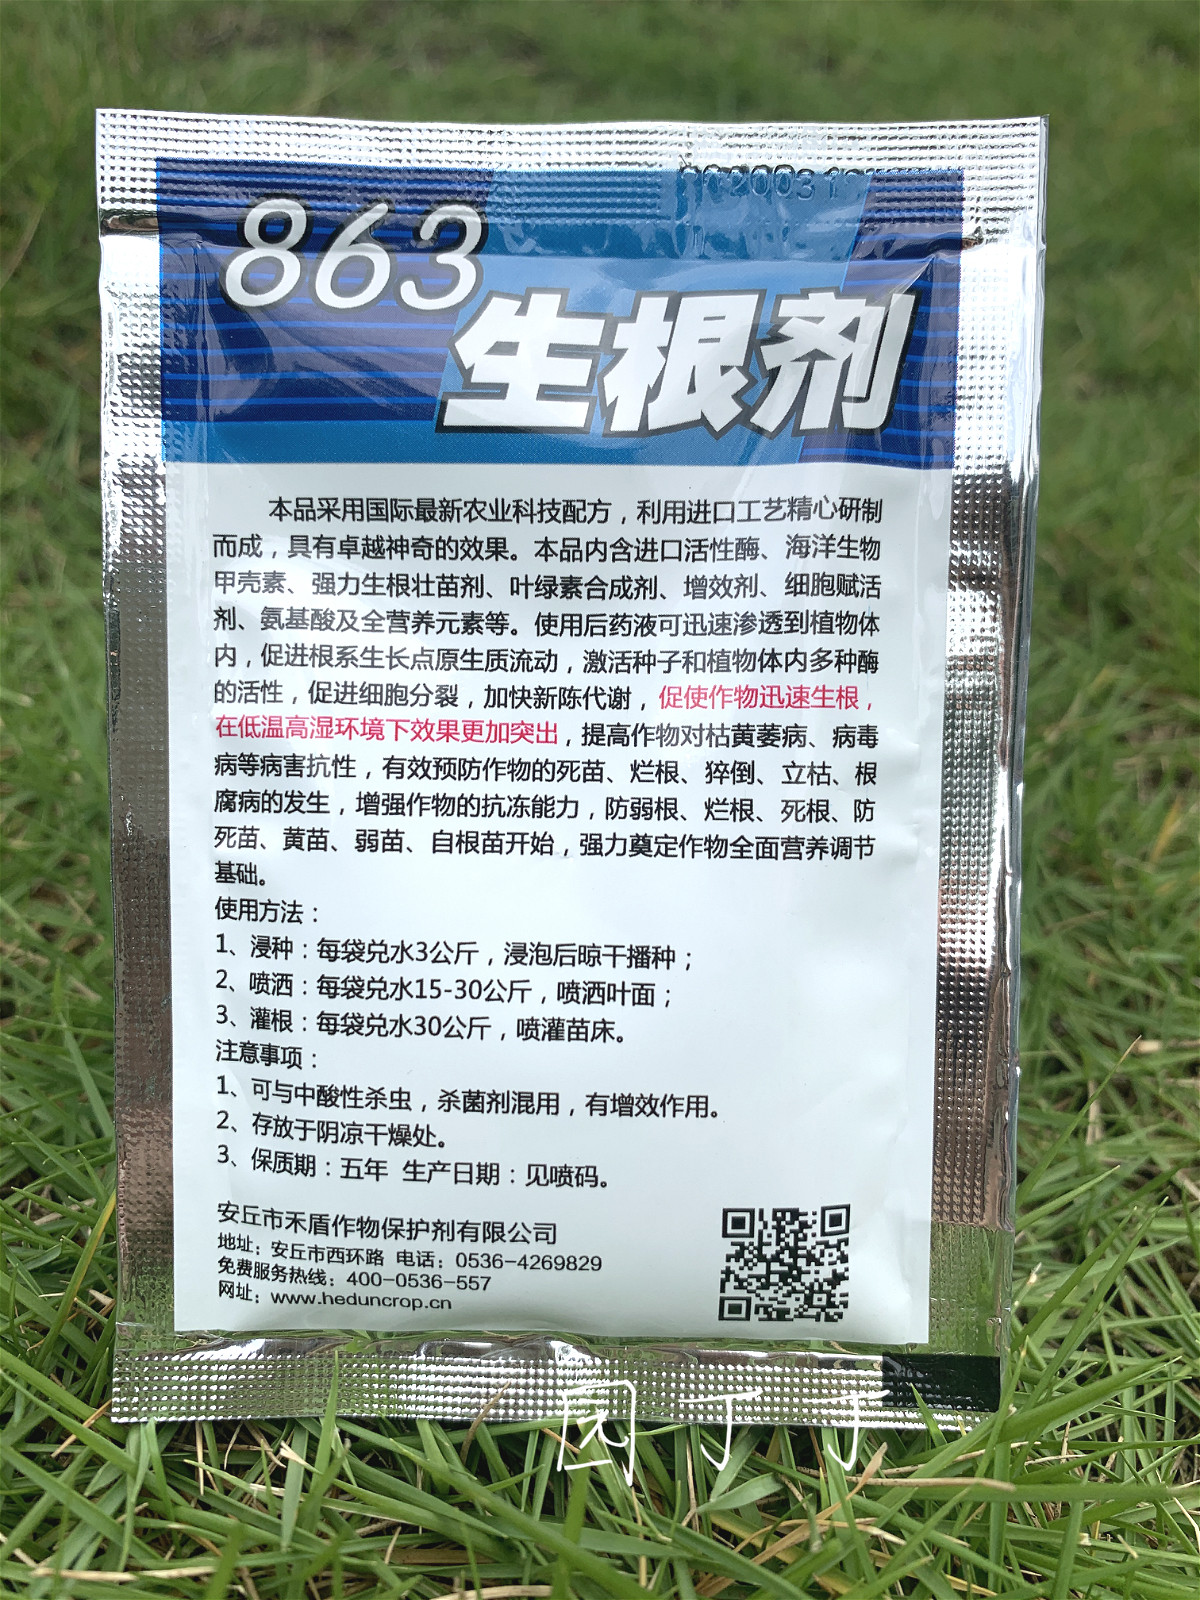 863
生根剂
本品采用国际最新农业科技配方，利用进口工艺精心研制
而成，具有卓越神奇的效果。本品内含进口活性酶、海洋生物
甲壳素、强力生根壮苗剂、叶绿素合成剂、增效剂、细胞赋活
剂、氨基酸及全营养元素等。使用后药液可迅速渗透到植物体
内，促进根系生长点原生质流动，激活种子和植物体内多种酶
的活性，促进细胞分裂，加快新陈代谢，促使作物迅速生根，
在低温高湿环境下效果更加突出，提高作物对枯黄萎病、病毒
病等病害抗性，有效预防作物的死苗、烂根、猝倒、立枯、根
腐病的发生，增强作物的抗冻能力，防弱根、烂根、死根、防
死苗、黄苗、弱苗、自根苗开始，强力奠定作物全面营养调节
基础。
使用方法：
1、浸种：每袋兑水3公斤，浸泡后晾干播种；
2、喷洒：每袋兑水15-30公斤，喷洒叶面；
3、灌根：每袋兑水30公斤，喷灌苗床。
注意事项：
1、可与中酸性杀虫，杀菌剂混用，有增效作用。
2、存放于阴凉干燥处。
3、保质期：五年 生产日期：见喷码。
安丘市禾盾作物保护剂有限公司
地址：安丘市西环路 电话：0536-4269829
免费服务热线：400-0536-557
网址：www.heduncrop.cn
园丁丁